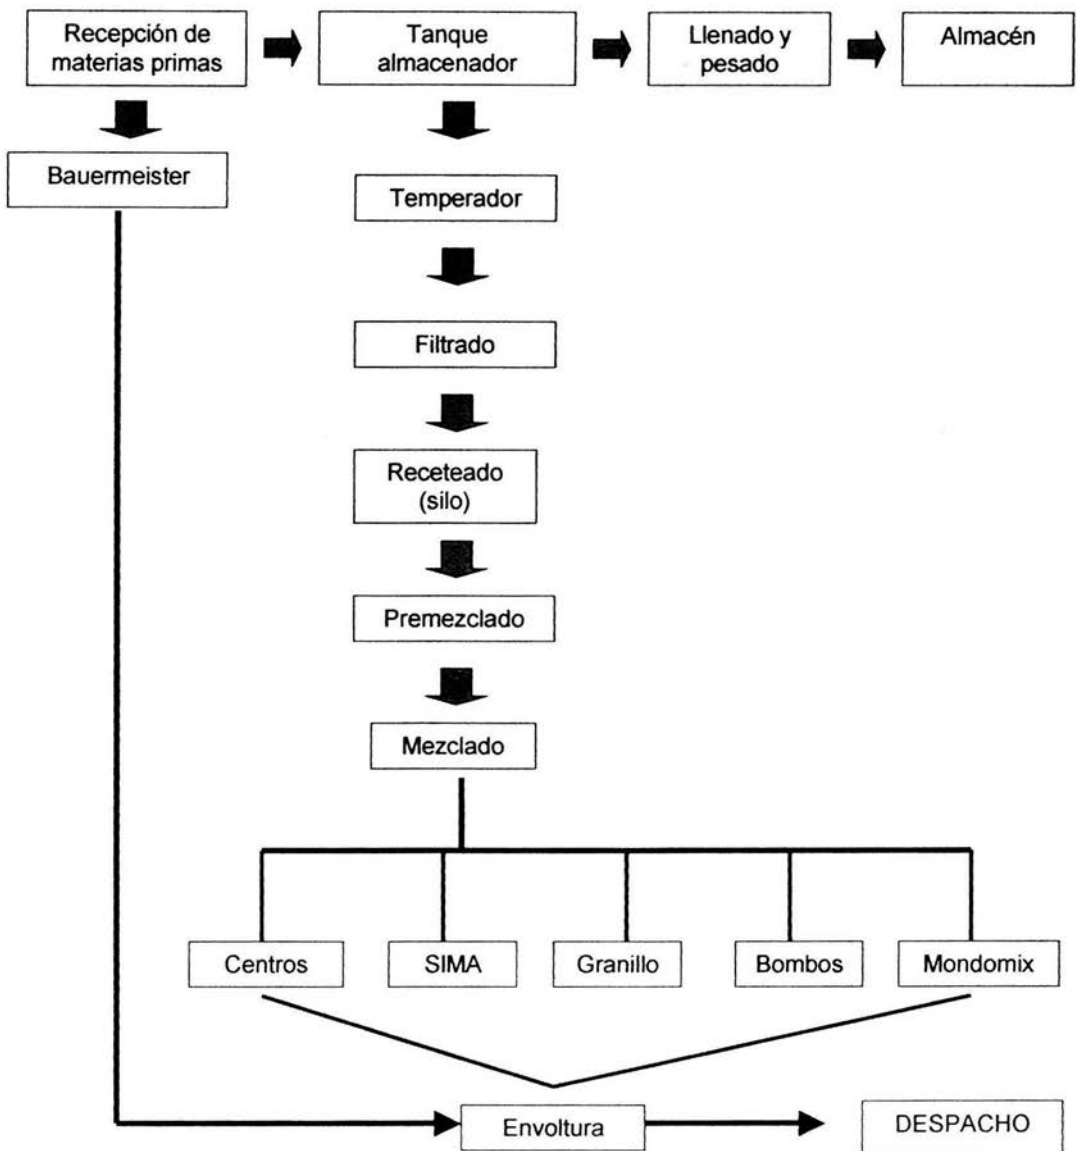 Recepción de
materias primas
Tanque
almacenador
Llenado y
pesado
Almacén
Bauermeister
Temperador
Filtrado
Receteado
(silo)
Premezclado
Mezclado
Centros
SIMA
Granillo
Bombos
Mondomix
Envoltura
DESPACHO